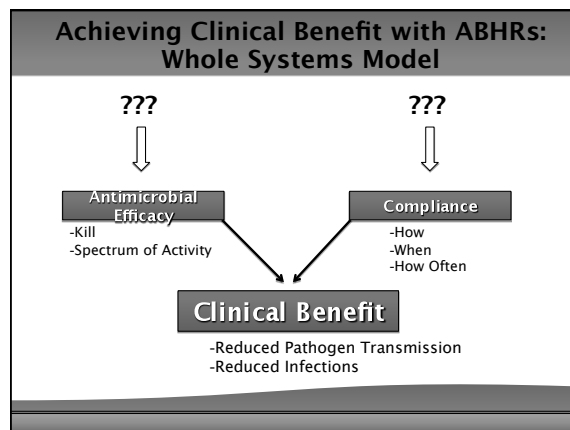 Achieving Clinical Benefit with ABHRs:
Whole Systems Model
???
???
Antimicrobial
Efficacy
-Kill
-Spectrum of Activity
Compliance
-How
-When
-How Often
Clinical Benefit
-Reduced Pathogen Transmission
-Reduced Infections